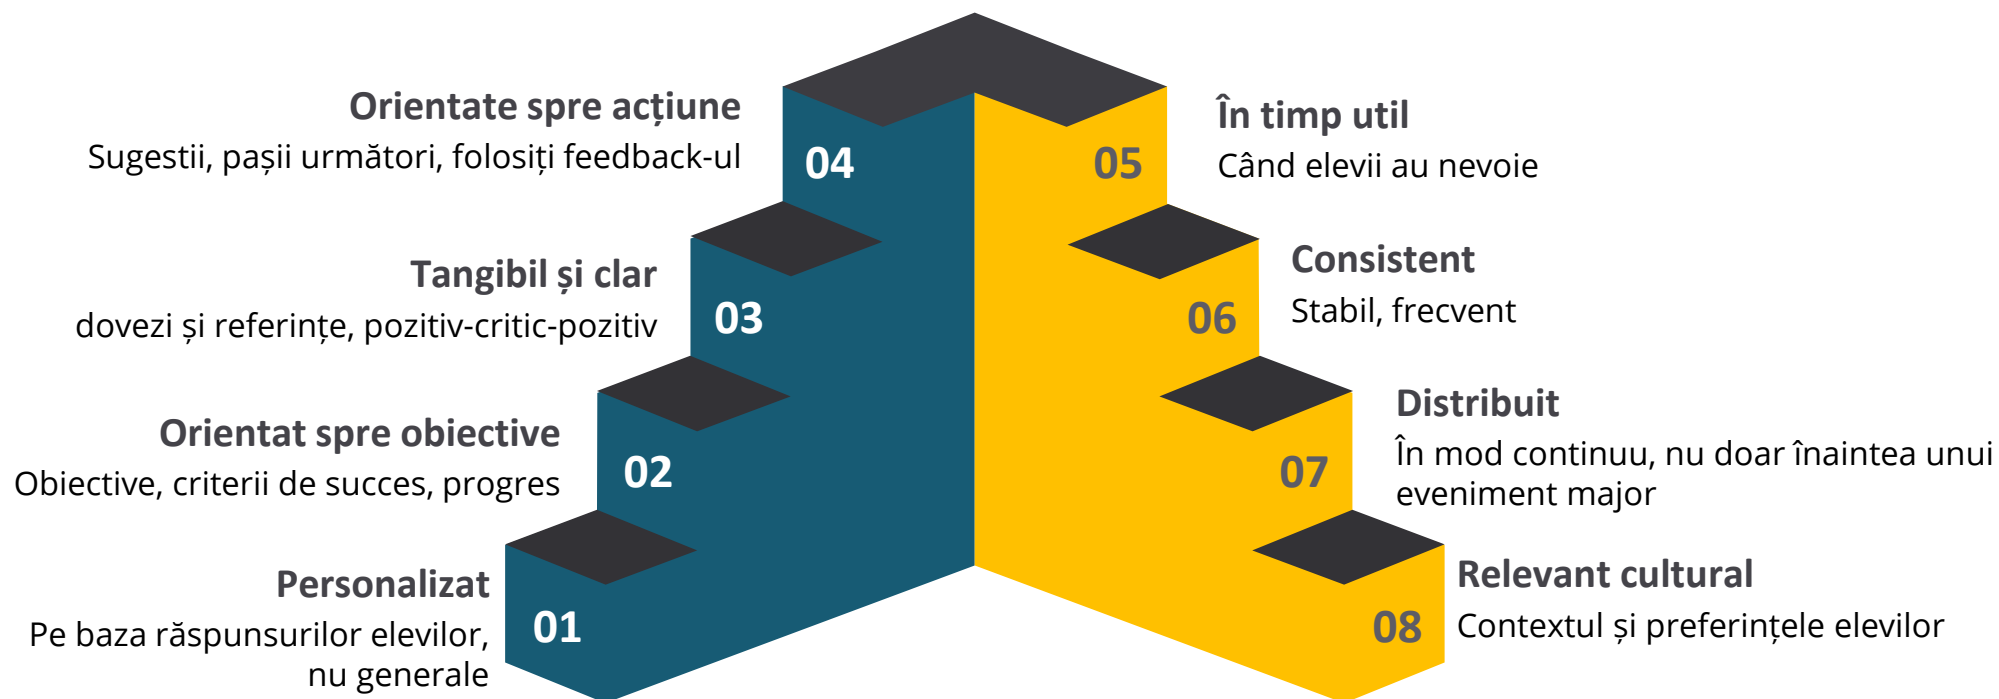 Orientate spre acțiune
Sugestii, pașii următori, folosiți feedback-ul
04
Tangibil și clar
dovezi și referințe, pozitiv-critic-pozitiv
03
Orientat spre obiective
Obiective, criterii de succes, progres
02
Personalizat
Pe baza răspunsurilor elevilor,
nu generale
01
În timp util
Când elevii au nevoie
05
Consistent
Stabil, frecvent
06
Distribuit
În mod continuu, nu doar înaintea unui
eveniment major
07
Relevant cultural
Contextul și preferințele elevilor
08